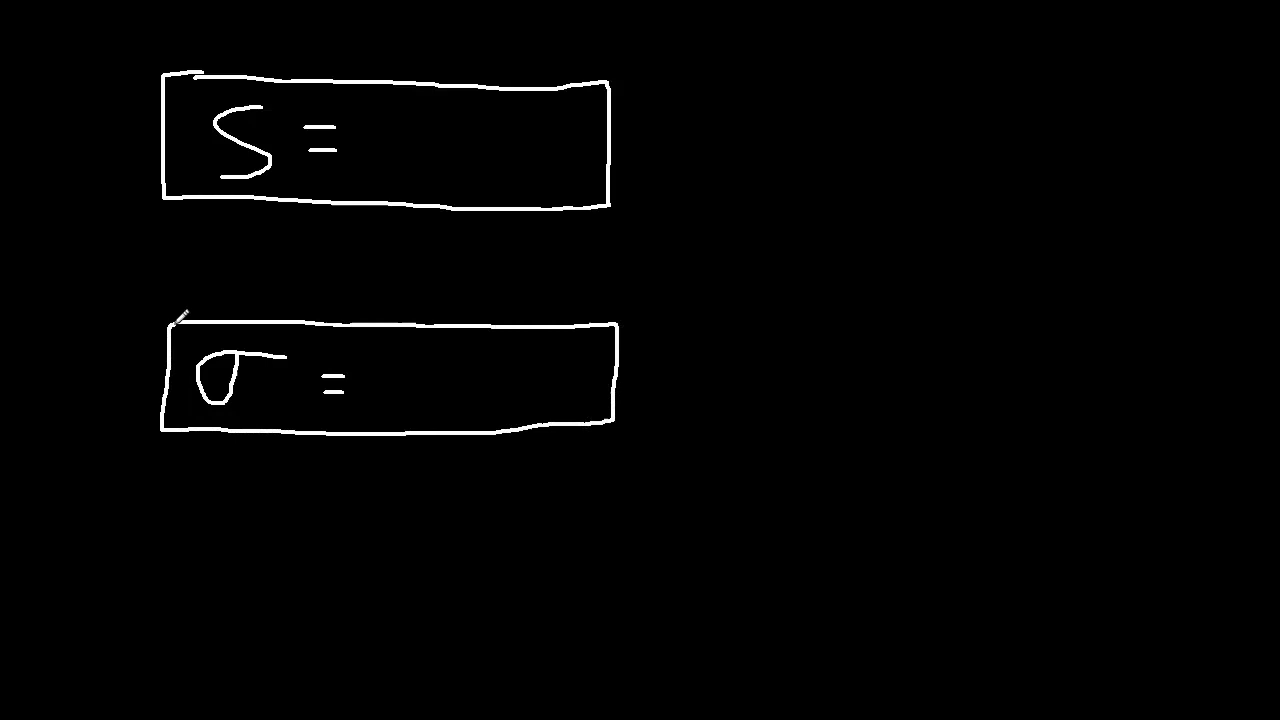 S =
σ =